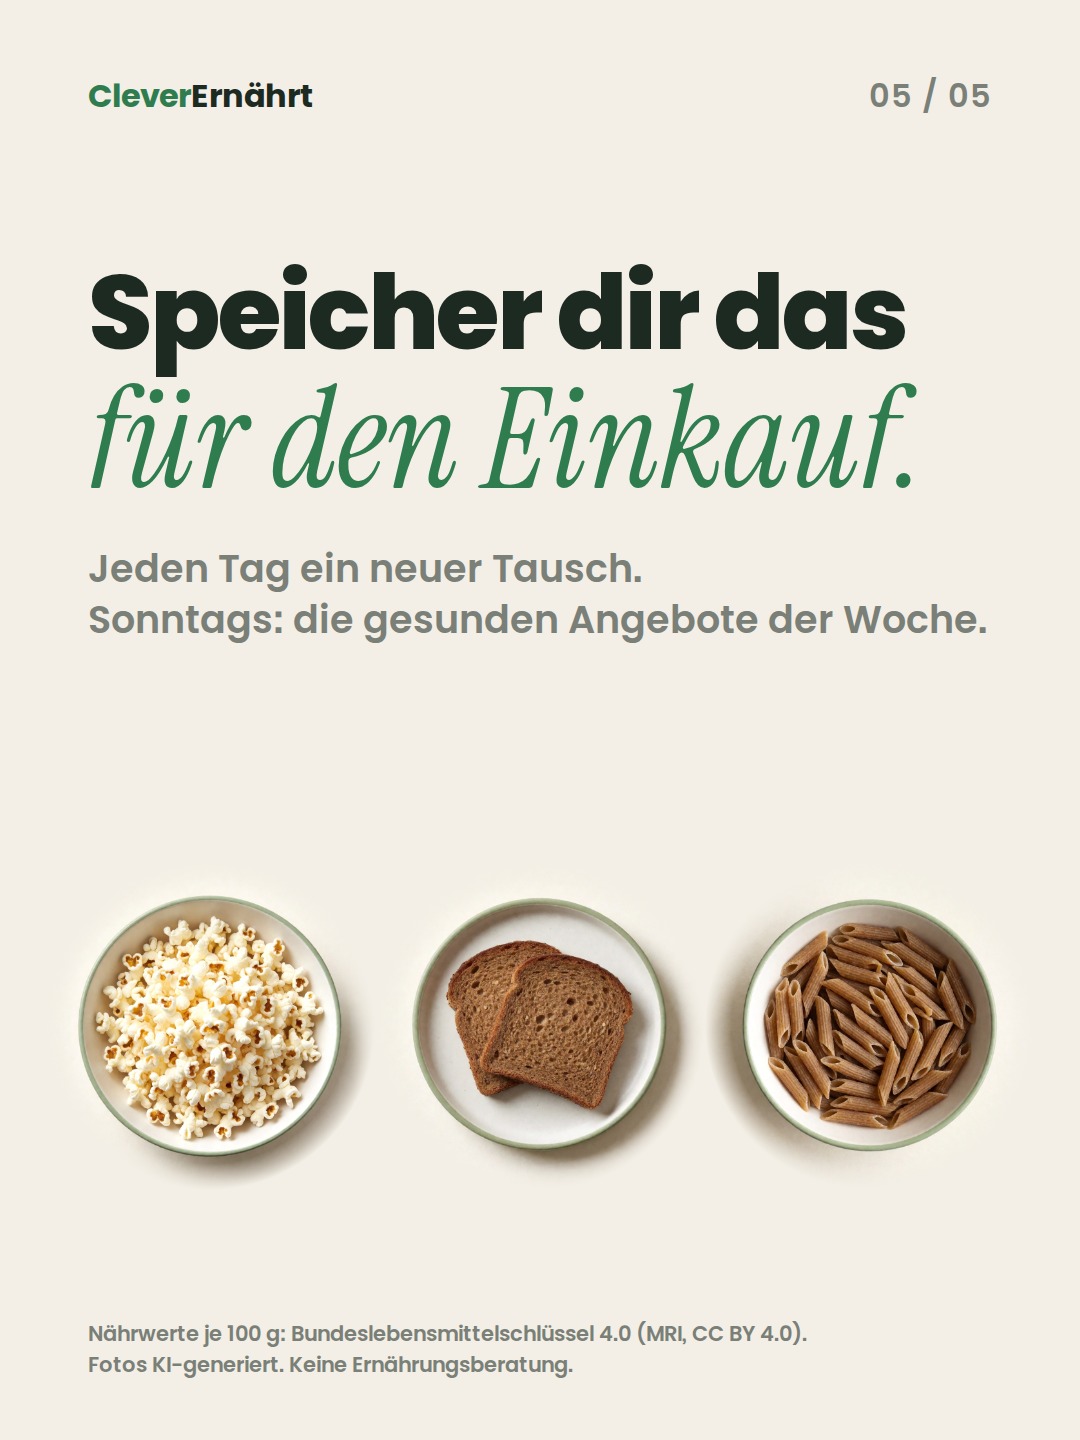 CleverErnährt
05 / 05
Speicher dir das
für den Einkauf.
Jeden Tag ein neuer Tausch.
Sonntags: die gesunden Angebote der Woche.
Nährwerte je 100 g: Bundeslebensmittelschlüssel 4.0 (MRI, CC BY 4.0).
Fotos KI-generiert. Keine Ernährungsberatung.